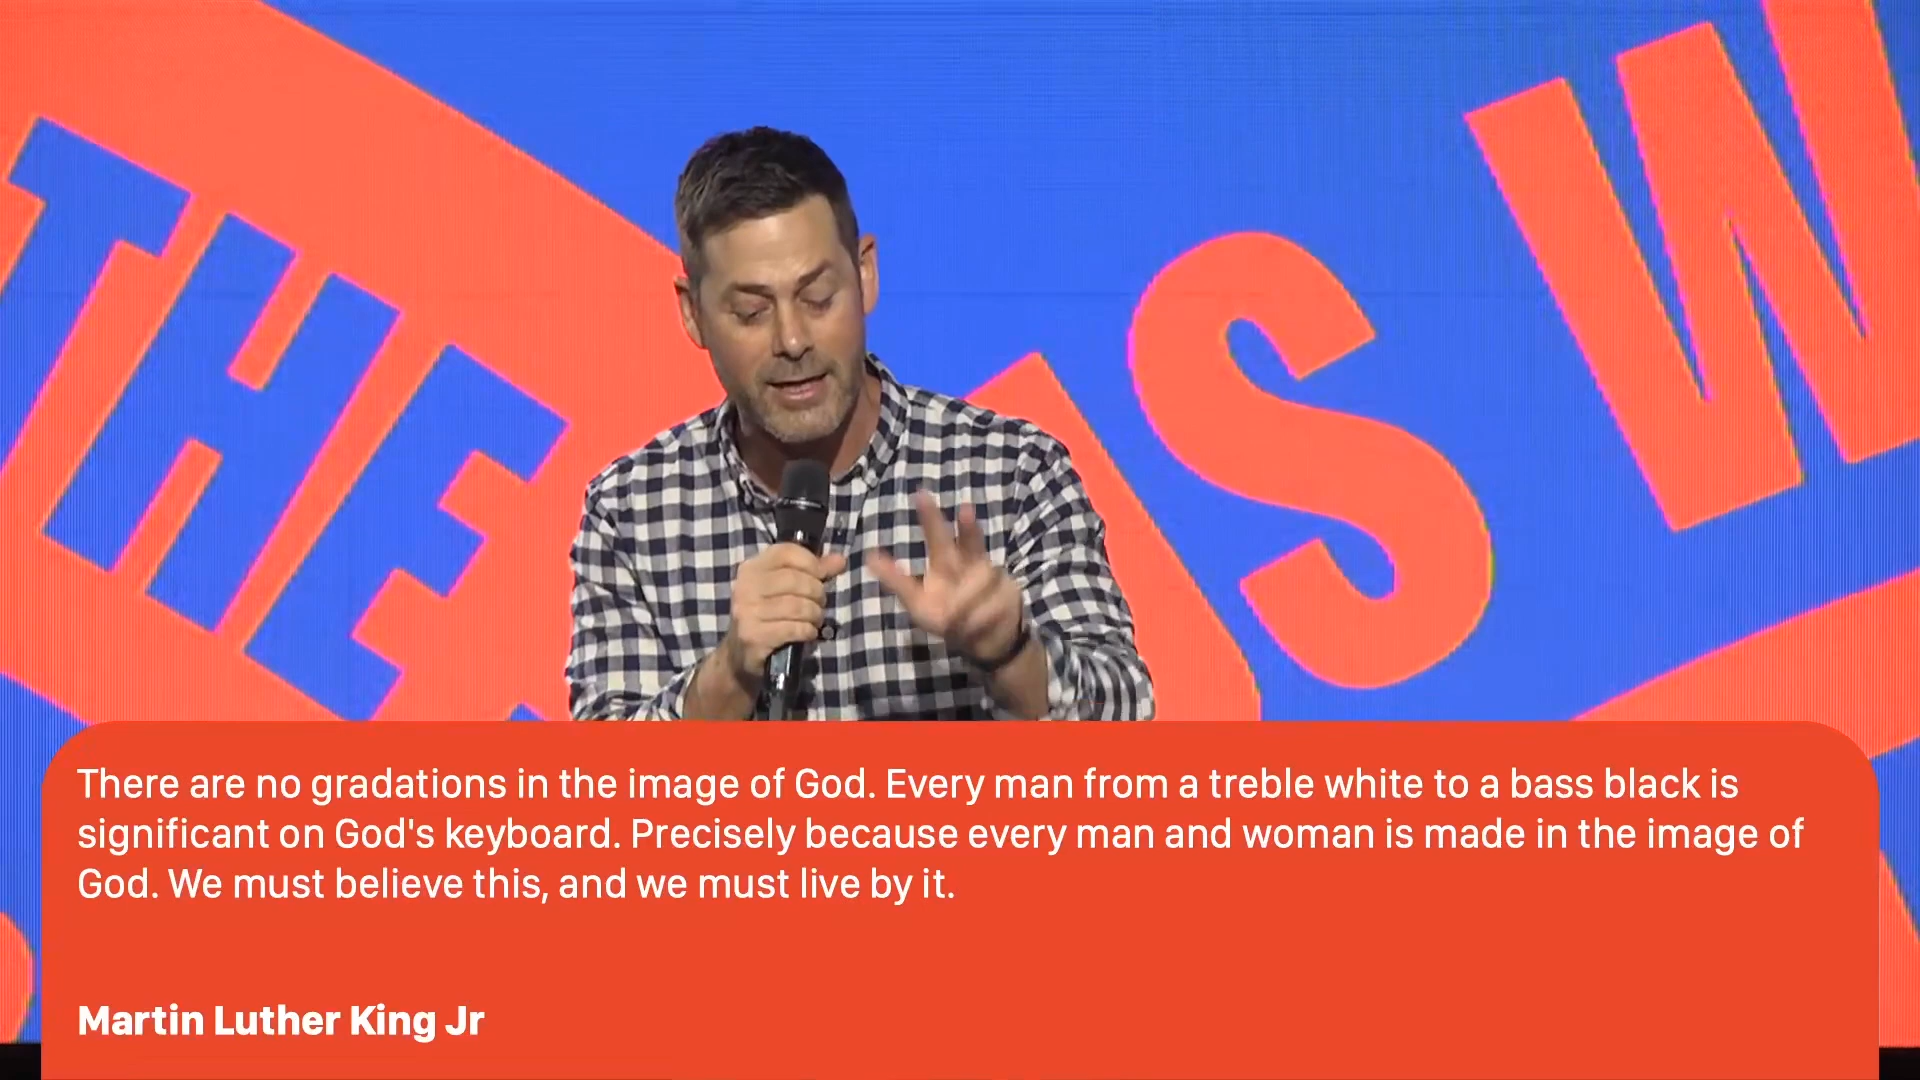 THE
IS W
There are no gradations in the image of God. Every man from a treble white to a bass black is
significant on God's keyboard. Precisely because every man and woman is made in the image of
God. We must believe this, and we must live by it.
Martin Luther King Jr